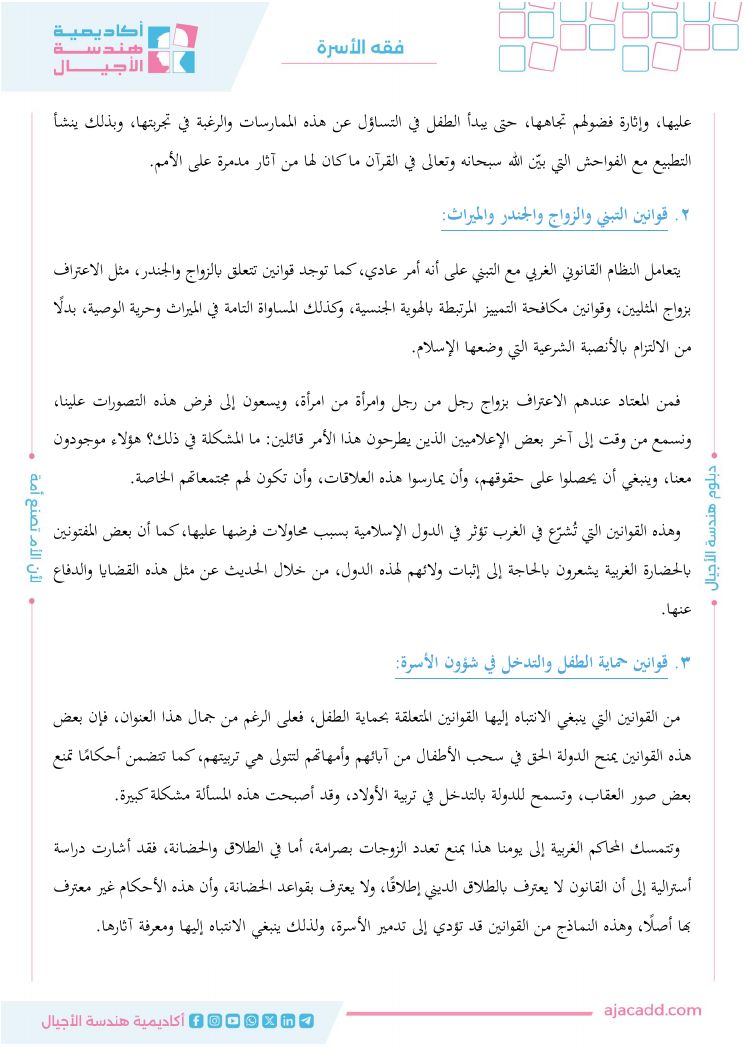 أكاديمية
هندسة
الأجيال
فقه الأسرة
عليها، وإثارة فضولهم تجاهها، حتى يبدأ الطفل في التساؤل عن هذه الممارسات والرغبة في تجربتها، وبذلك ينشأ
التطبيع مع الفواحش التي بيّن الله سبحانه وتعالى في القرآن ما كان لها من آثار مدمرة على الأمم.
٢. قوانين التبني والزواج والجندر والميراث:
يتعامل النظام القانوني الغربي مع التبني على أنه أمر عادي، كما توجد قوانين تتعلق بالزواج والجندر، مثل الاعتراف
بزواج المثليين، وقوانين مكافحة التمييز المرتبطة بالهوية الجنسية، وكذلك المساواة التامة في الميراث وحرية الوصية، بدلًا
من الالتزام بالأنصبة الشرعية التي وضعها الإسلام.
فمن المعتاد عندهم الاعتراف بزواج رجل من رجل وامرأة من امرأة، ويسعون إلى فرض هذه التصورات علينا،
ونسمع من وقت إلى آخر بعض الإعلاميين الذين يطرحون هذا الأمر قائلين: ما المشكلة في ذلك؟ هؤلاء موجودون
معنا، وينبغي أن يحصلوا على حقوقهم، وأن يمارسوا هذه العلاقات، وأن تكون لهم مجتمعاتهم الخاصة.
وهذه القوانين التي تُشرّع في الغرب تؤثر في الدول الإسلامية بسبب محاولات فرضها عليها، كما أن بعض المفتونين
بالحضارة الغربية يشعرون بالحاجة إلى إثبات ولائهم لهذه الدول، من خلال الحديث عن مثل هذه القضايا والدفاع
عنها.
٣. قوانين حماية الطفل والتدخل في شؤون الأسرة:
من القوانين التي ينبغي الانتباه إليها القوانين المتعلقة بحماية الطفل، فعلى الرغم من جمال هذا العنوان، فإن بعض
هذه القوانين يمنح الدولة الحق في سحب الأطفال من آبائهم وأمهاتهم لتتولى هي تربيتهم، كما تتضمن أحكامًا تمنع
بعض صور العقاب، وتسمح للدولة بالتدخل في تربية الأولاد، وقد أصبحت هذه المسألة مشكلة كبيرة.
وتتمسك المحاكم الغربية إلى يومنا هذا بمنع تعدد الزوجات بصرامة، أما في الطلاق والحضانة، فقد أشارت دراسة
أسترالية إلى أن القانون لا يعترف بالطلاق الديني إطلاقًا، ولا يعترف بقواعد الحضانة، وأن هذه الأحكام غير معترف
بها أصلًا، وهذه النماذج من القوانين قد تؤدي إلى تدمير الأسرة، ولذلك ينبغي الانتباه إليها ومعرفة آثارها.
دبلوم هندسة الأجيال
لأن الأمر تصنع أمة
أكاديمية هندسة الأجيال
ajacadd.com